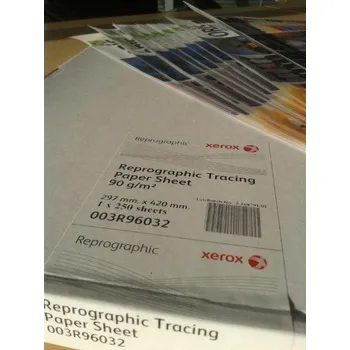 Reprographic xerox
Reprographic Tracing
Paper Sheet
90 g/m²
297 mm. x 420 mm.
1 x 250 sheets
003R96032
Reprographic xerox
Reprographic Tracing
Paper Sheet
003R96032